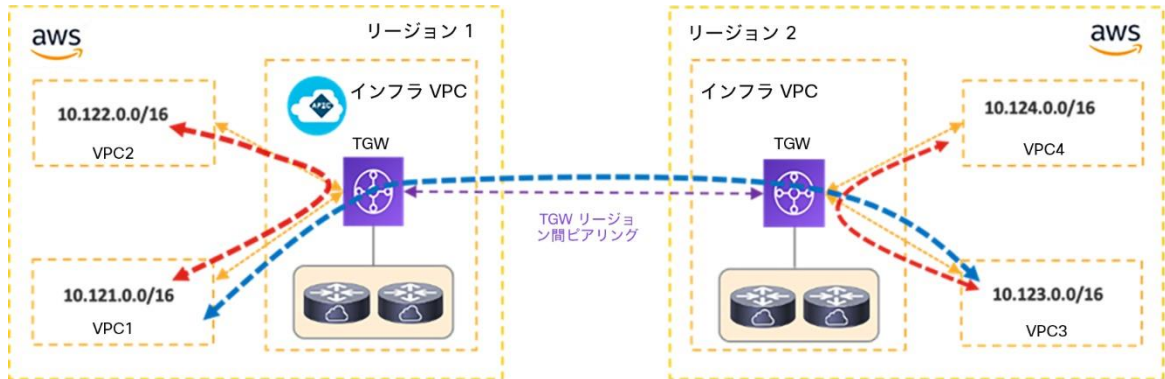 aws
リージョン 1
インフラ VPC
APIC
10.122.0.0/16
VPC2
TGW
10.121.0.0/16
VPC1
TGW リージョ
ン間ピアリング
リージョン 2
aws
インフラ VPC
TGW
10.124.0.0/16
VPC4
10.123.0.0/16
VPC3